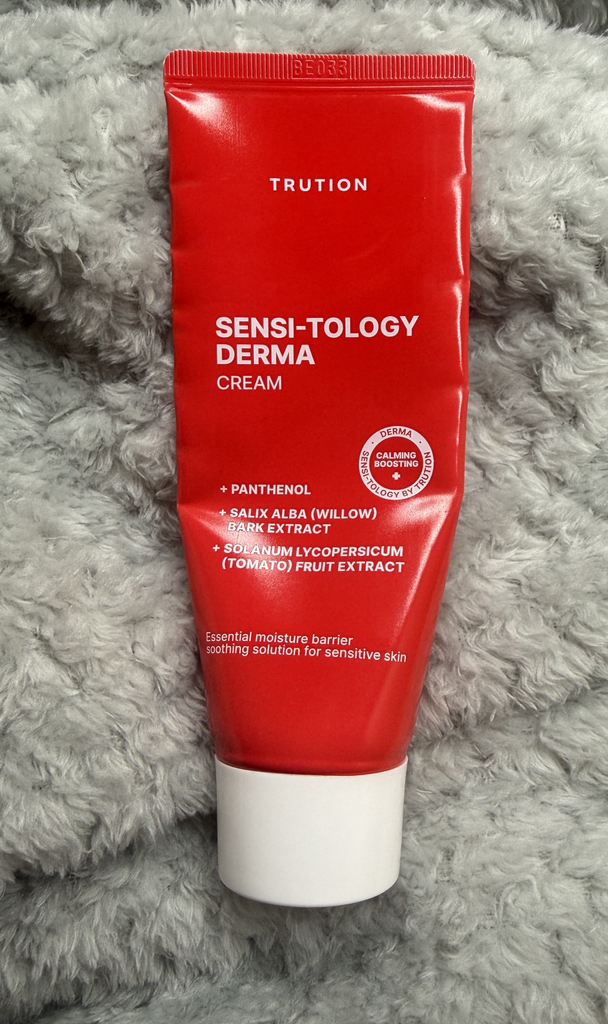 BE033
TRUTION
SENSI-TOLOGY
DERMA
CREAM
DERMA
CALMING
BOOSTING
SENSI-TOLOGY BY TRUTION
+ PANTHENOL
+ SALIX ALBA (WILLOW)
BARK EXTRACT
+ SOLANUM LYCOPERSICUM
(TOMATO) FRUIT EXTRACT
Essential moisture barrier
soothing solution for sensitive skin